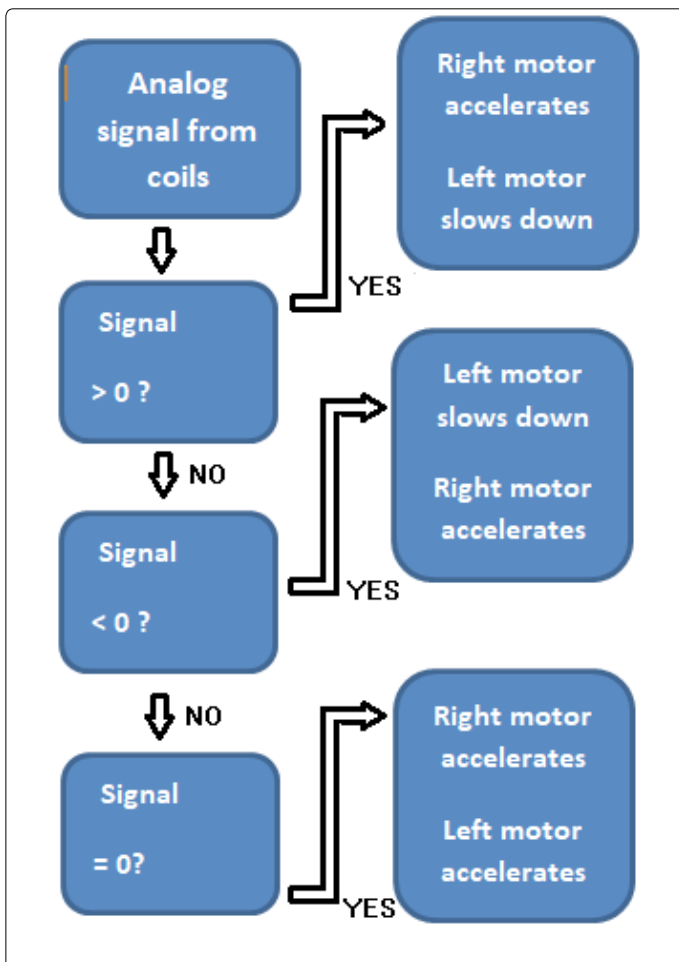 Analog
signal from
coils
Right motor
accelerates
Left motor
slows down
YES
Signal
> 0 ?
NO
Left motor
slows down
Right motor
accelerates
YES
Signal
< 0 ?
NO
Right motor
accelerates
Left motor
accelerates
YES
Signal
= 0?